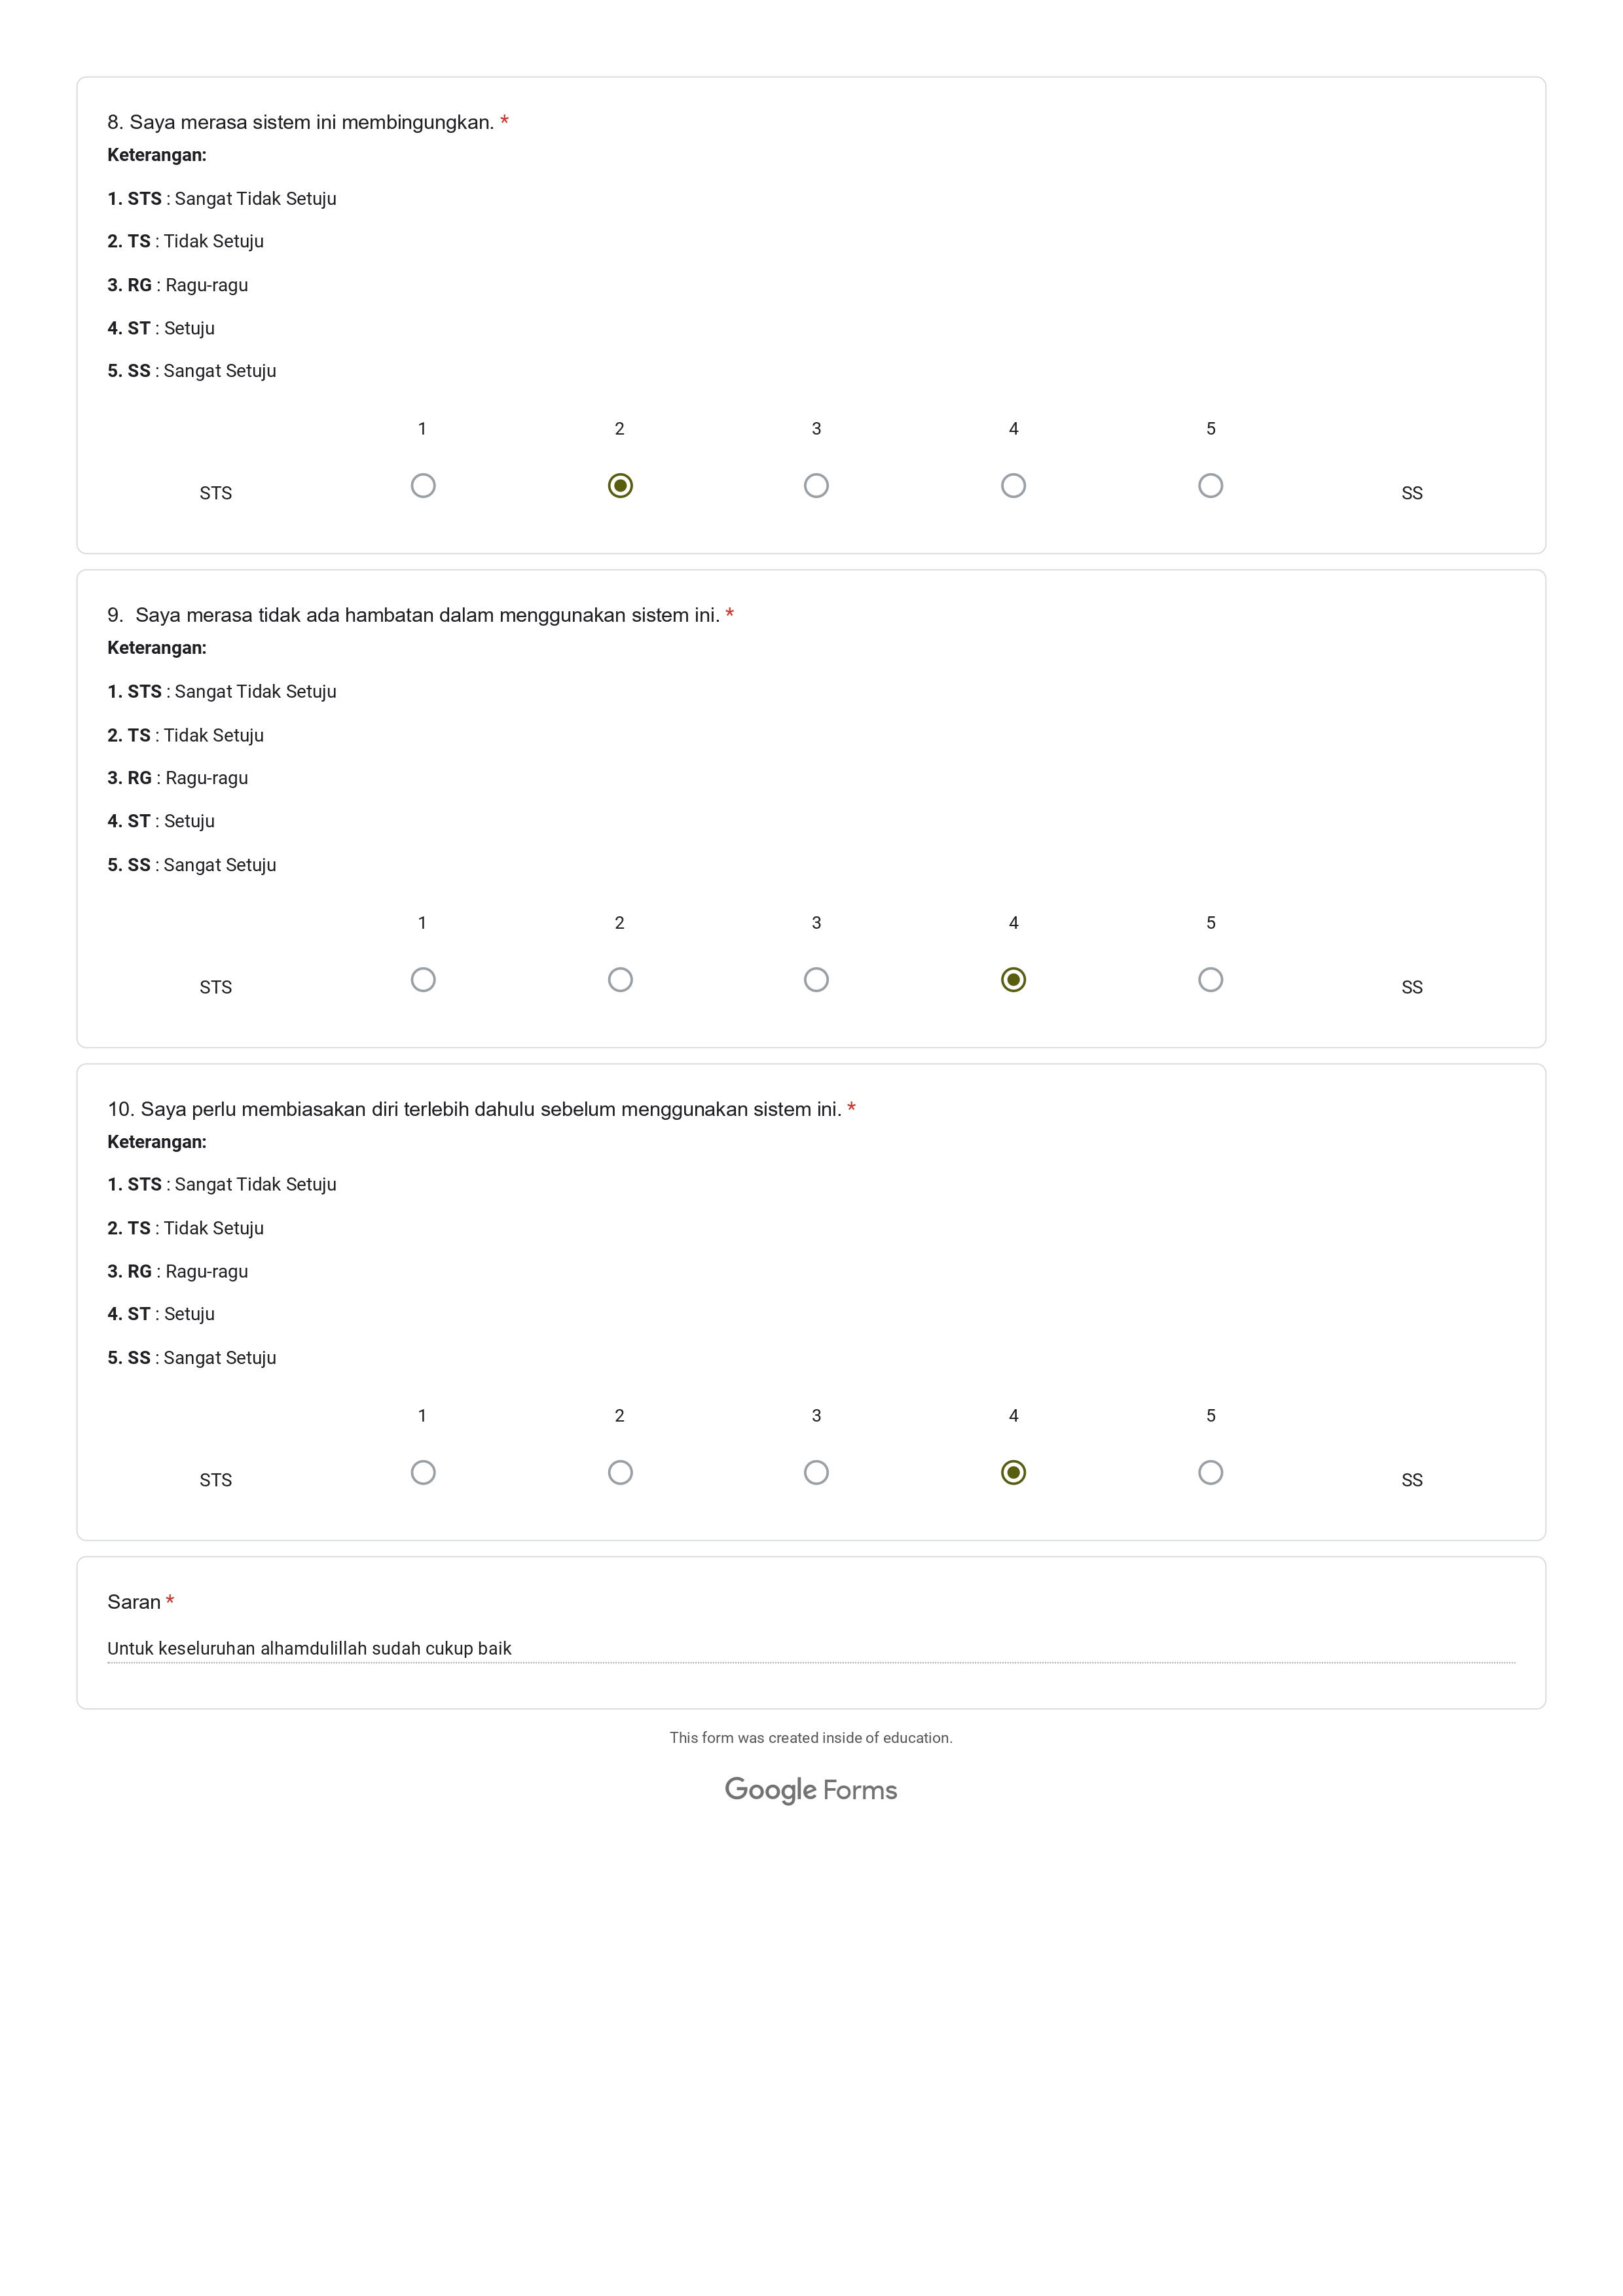 8. Saya merasa sistem ini membingungkan. *
Keterangan:
1. STS : Sangat Tidak Setuju
2. TS : Tidak Setuju
3. RG : Ragu-ragu
4. ST : Setuju
5. SS : Sangat Setuju
1 2 3 4 5
STS SS
9.  Saya merasa tidak ada hambatan dalam menggunakan sistem ini. *
Keterangan:
1. STS : Sangat Tidak Setuju
2. TS : Tidak Setuju
3. RG : Ragu-ragu
4. ST : Setuju
5. SS : Sangat Setuju
1 2 3 4 5
STS SS
10. Saya perlu membiasakan diri terlebih dahulu sebelum menggunakan sistem ini. *
Keterangan:
1. STS : Sangat Tidak Setuju
2. TS : Tidak Setuju
3. RG : Ragu-ragu
4. ST : Setuju
5. SS : Sangat Setuju
1 2 3 4 5
STS SS
Saran *
Untuk keseluruhan alhamdulillah sudah cukup baik
This form was created inside of education.
Google Forms